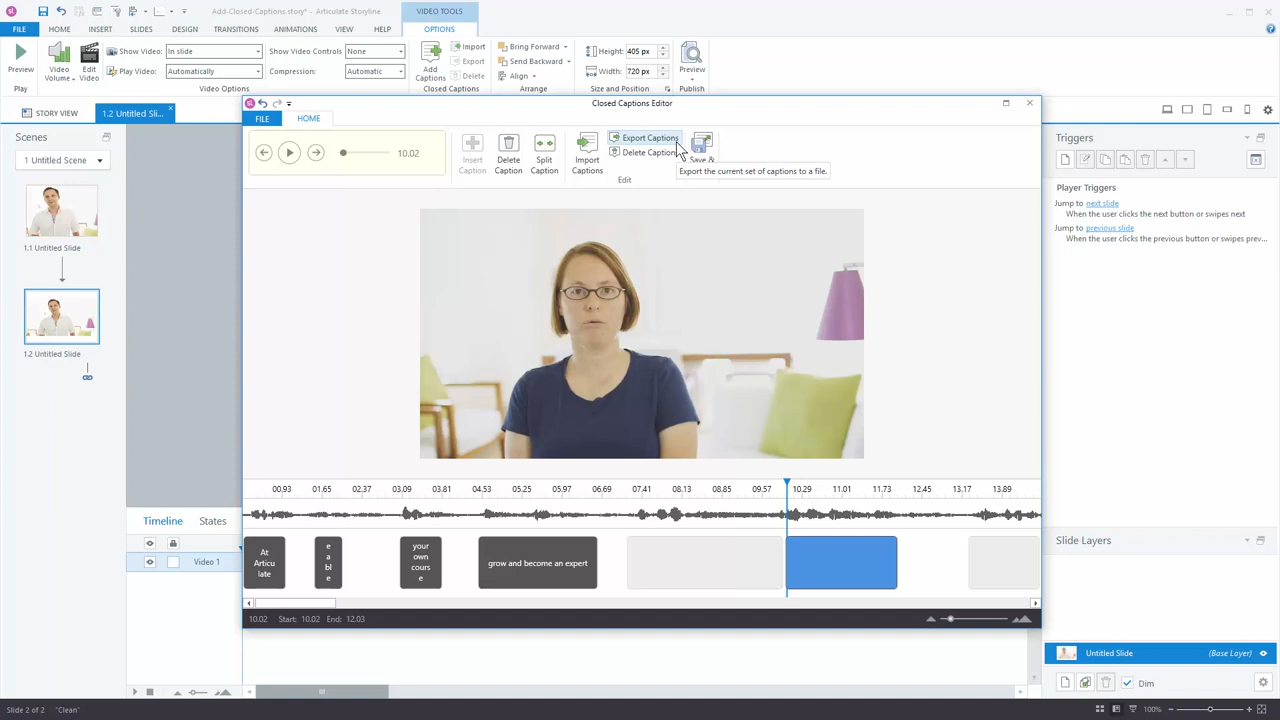 Add-Closed-Captions.story* - Articulate Storyline
VIDEO TOOLS
FILE HOME INSERT SLIDES DESIGN TRANSITIONS ANIMATIONS VIEW HELP OPTIONS
Preview
Play
Video Volume
Edit Video
Show Video: In slide
Play Video: Automatically
Show Video Controls: None
Compression: Automatic
Video Options
Add Captions
Import
Export
Delete
Closed Captions
Bring Forward
Send Backward
Align
Arrange
Height: 405 px
Width: 720 px
Size and Position
Preview
Publish
STORY VIEW
1.2 Untitled Sli...
Scenes
1 Untitled Scene
1.1 Untitled Slide
1.2 Untitled Slide
Closed Captions Editor
FILE HOME
10.02
Insert Caption
Delete Caption
Split Caption
Import Captions
Export Captions
Delete Captions
Save &
Edit
Export the current set of captions to a file.
00.93 01.65 02.37 03.09 03.81 04.53 05.25 05.97 06.69 07.41 08.13 08.85 09.57 10.29 11.01 11.73 12.45 13.17 13.89
At
Articu
late
e
a
bl
e
your
own
cours
e
grow and become an expert
10.02 Start: 10.02 End: 12.03
Timeline States
Video 1
Triggers
Player Triggers
Jump to next slide
When the user clicks the next button or swipes next
Jump to previous slide
When the user clicks the previous button or swipes prev...
Slide Layers
Untitled Slide (Base Layer)
Dim
Slide 2 of 2 "Clean"
100%